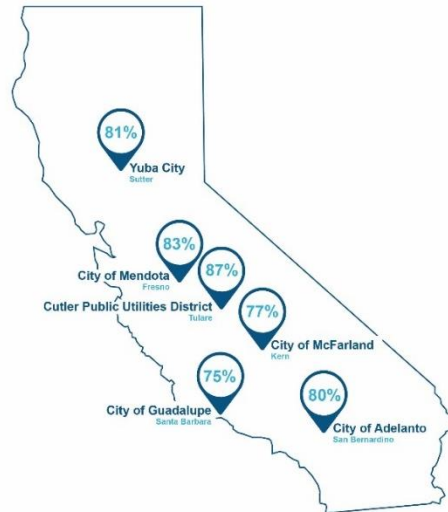 81%
Yuba City
Sutter
83%
City of Mendota
Fresno
87%
Cutler Public Utilities District
Tulare
77%
City of McFarland
Kern
75%
City of Guadalupe
Santa Barbara
80%
City of Adelanto
San Bernardino